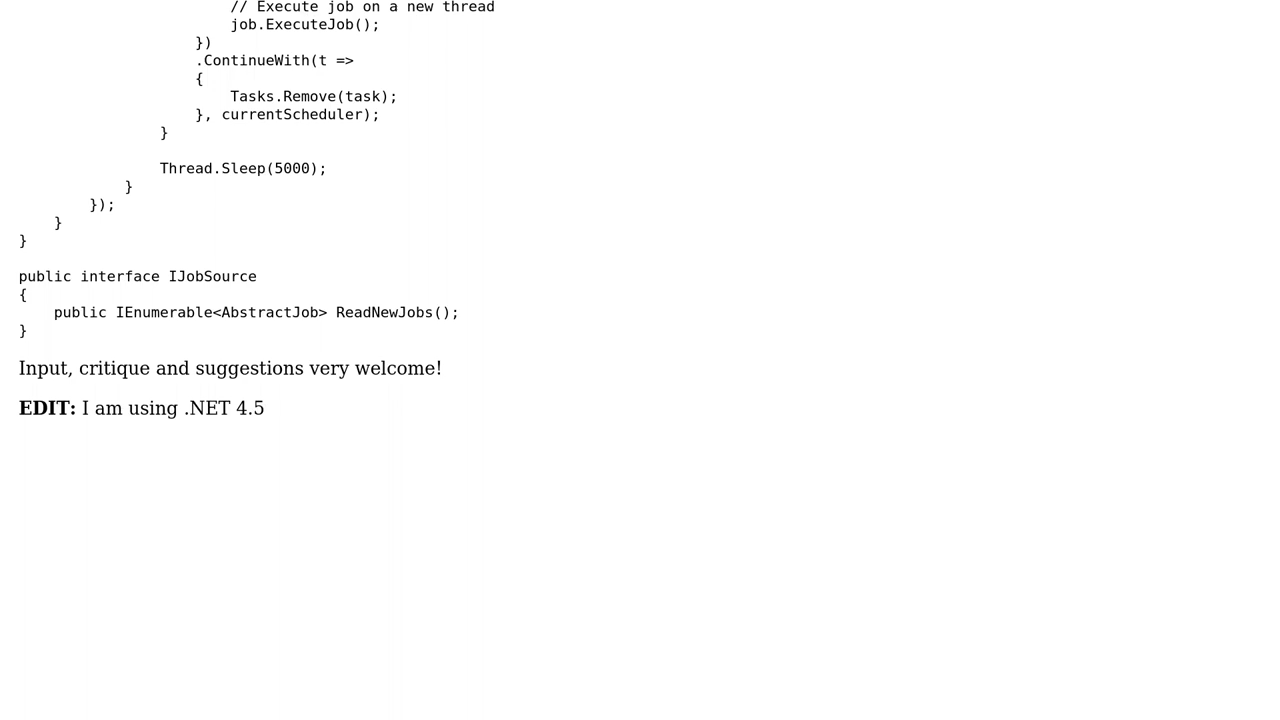 // Execute job on a new thread
                        job.ExecuteJob();
                    })
                    .ContinueWith(t =>
                    {
                        Tasks.Remove(task);
                    }, currentScheduler);
                }

                Thread.Sleep(5000);
            }
        });
    }
}

public interface IJobSource
{
    public IEnumerable<AbstractJob> ReadNewJobs();
}
Input, critique and suggestions very welcome!
EDIT: I am using .NET 4.5